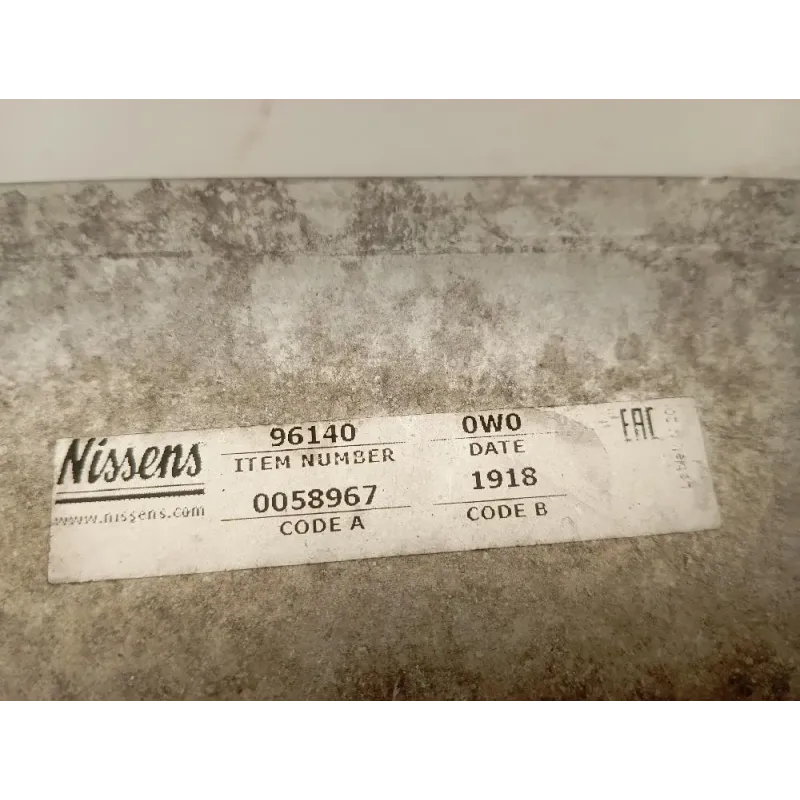 Nissens
www.nissens.com
96140
ITEM NUMBER
0058967
CODE A
0W0
DATE
1918
CODE B
EAC